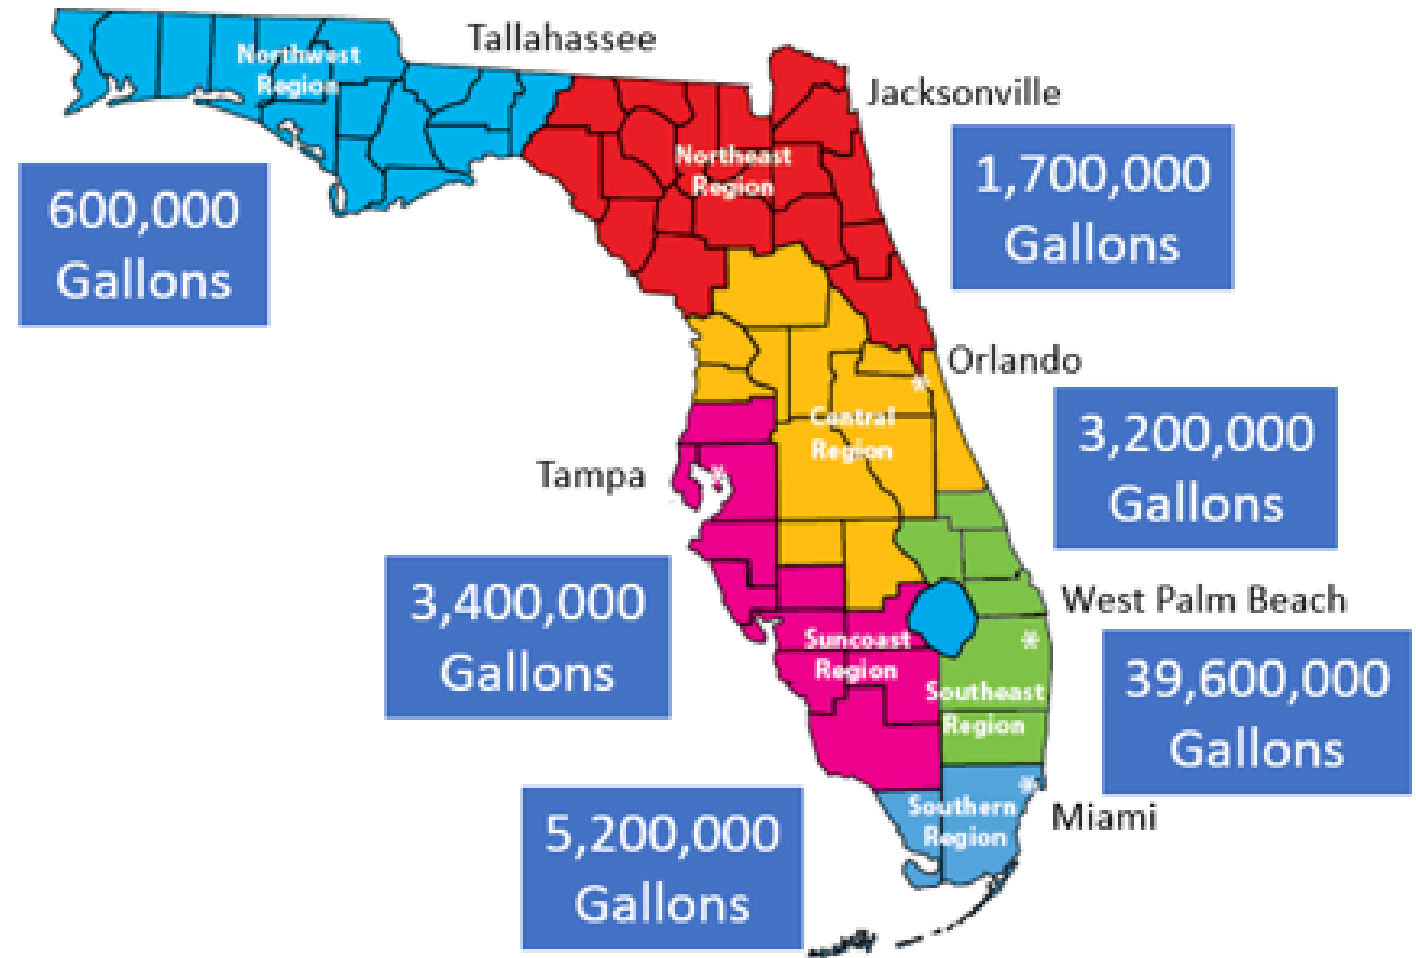 Tallahassee
Northwest
Region
Jacksonville
Northeast
Region
1,700,000
Gallons
600,000
Gallons
Orlando
Central
Region
3,200,000
Gallons
Tampa
3,400,000
Gallons
West Palm Beach
Suncoast
Region
Southeast
Region
39,600,000
Gallons
5,200,000
Gallons
Southern
Region
Miami